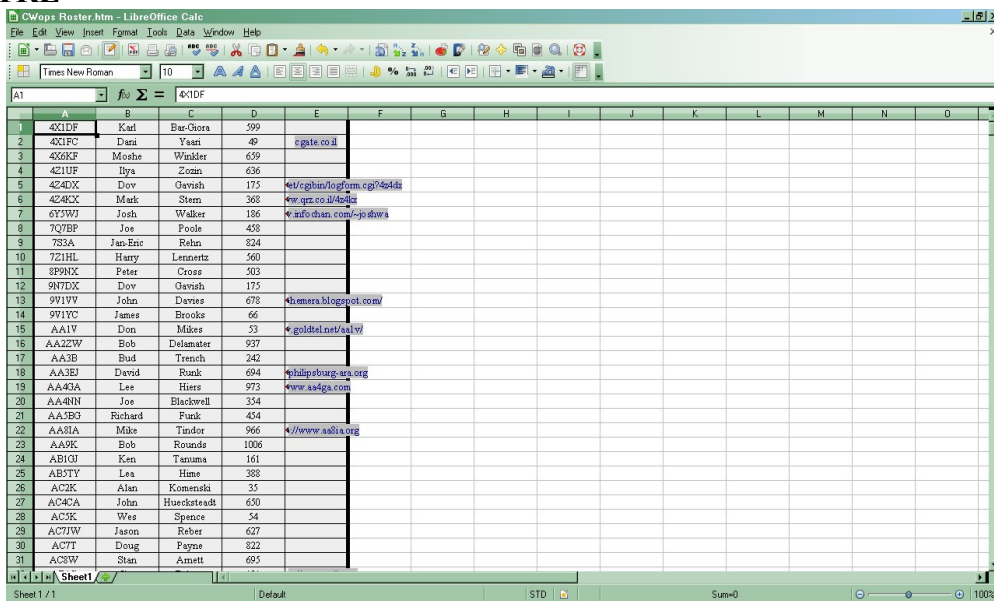 CWops Roster.htm - LibreOffice Calc
File Edit View Insert Format Tools Data Window Help
Times New Roman 10
A1 f(x) Σ = 4X1DF
A B C D E F G H I J K L M N O
1 4X1DF Karl Bar-Giora 599
2 4X1FC Dani Yaari 49 cgate.co.il
3 4X6KF Moshe Winkler 659
4 4Z1UF Ilya Zozin 636
5 4Z4DX Dov Gavish 175 et/cgibin/logform.cgi?4z4dx
6 4Z4KX Mark Stern 368 w.qrz.co.il/4z4kx
7 6Y5WJ Josh Walker 186 .infochan.com/~joshwa
8 7Q7BP Joe Poole 458
9 7S3A Jan-Eric Rehn 824
10 7Z1HL Harry Lennertz 560
11 8P9NX Peter Cross 503
12 9N7DX Dov Gavish 175
13 9V1VV John Davies 678 hemera.blogspot.com/
14 9V1YC James Brooks 66
15 AA1V Don Mikes 53 .goldtel.net/aa1v/
16 AA2ZW Bob Delamater 937
17 AA3B Bud Trench 242
18 AA3EJ David Runk 694 philipsburg-ara.org
19 AA4GA Lee Hiers 973 ww.aa4ga.com
20 AA4NN Joe Blackwell 354
21 AA5BG Richard Funk 454
22 AA8IA Mike Tindor 966 ://www.aa8ia.org
23 AA9K Bob Rounds 1006
24 AB1GJ Ken Tanuma 161
25 AB5TY Lea Hime 388
26 AC2K Alan Komenski 35
27 AC4CA John Huecksteadt 650
28 AC5K Wes Spence 54
29 AC7JW Jason Reber 627
30 AC7T Doug Payne 822
31 AC8W Stan Arnett 695
Sheet1
Sheet 1 / 1 Default STD Sum=0 100%